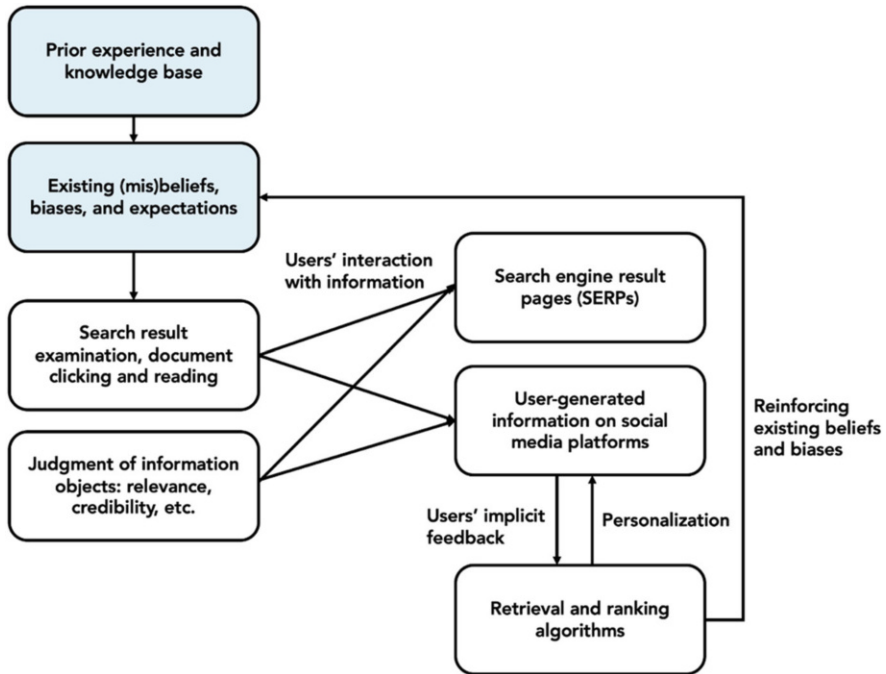 Prior experience and
knowledge base
Existing (mis)beliefs,
biases, and expectations
Users’ interaction
with information
Search engine result
pages (SERPs)
Search result
examination, document
clicking and reading
User-generated
information on social
media platforms
Reinforcing
existing beliefs
and biases
Judgment of information
objects: relevance,
credibility, etc.
Users’ implicit
feedback
Personalization
Retrieval and ranking
algorithms